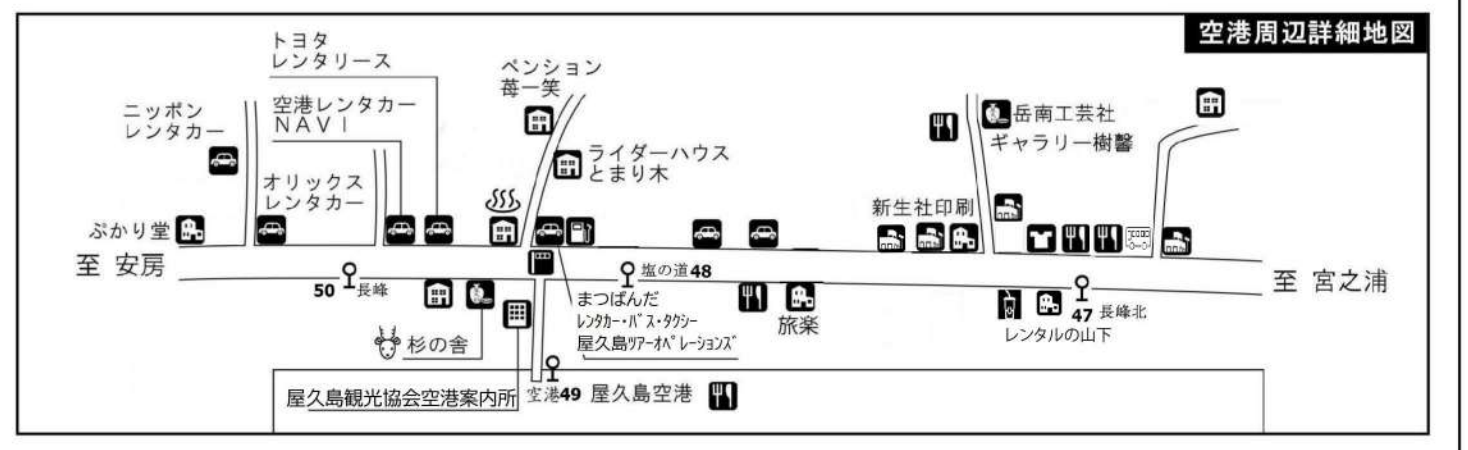 空港周辺詳細地図
トヨタ
レンタリース
ペンション
苺一笑
ニッポン
レンタカー
空港レンタカー
NAVI
岳南工芸社
ギャラリー樹馨
ライダーハウス
とまり木
オリックス
レンタカー
新生社印刷
ぷかり堂
至 安房
塩の道48
至 宮之浦
50 長峰
まつばんだ
レンタカー・バス・タクシー
屋久島ツアーオペレーションズ
旅楽
47 長峰北
レンタルの山下
杉の舎
屋久島観光協会空港案内所
空港49 屋久島空港